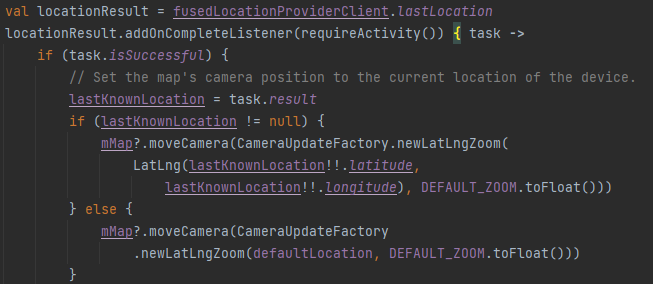 val locationResult = fusedLocationProviderClient.lastLocation
locationResult.addOnCompleteListener(requireActivity()) { task ->
if (task.isSuccessful) {
// Set the map's camera position to the current location of the device.
lastKnownLocation = task.result
if (lastKnownLocation != null) {
mMap?.moveCamera(CameraUpdateFactory.newLatLngZoom(
LatLng(lastKnownLocation!!.latitude,
lastKnownLocation!!.longitude), DEFAULT_ZOOM.toFloat()))
} else {
mMap?.moveCamera(CameraUpdateFactory
.newLatLngZoom(defaultLocation, DEFAULT_ZOOM.toFloat()))
}